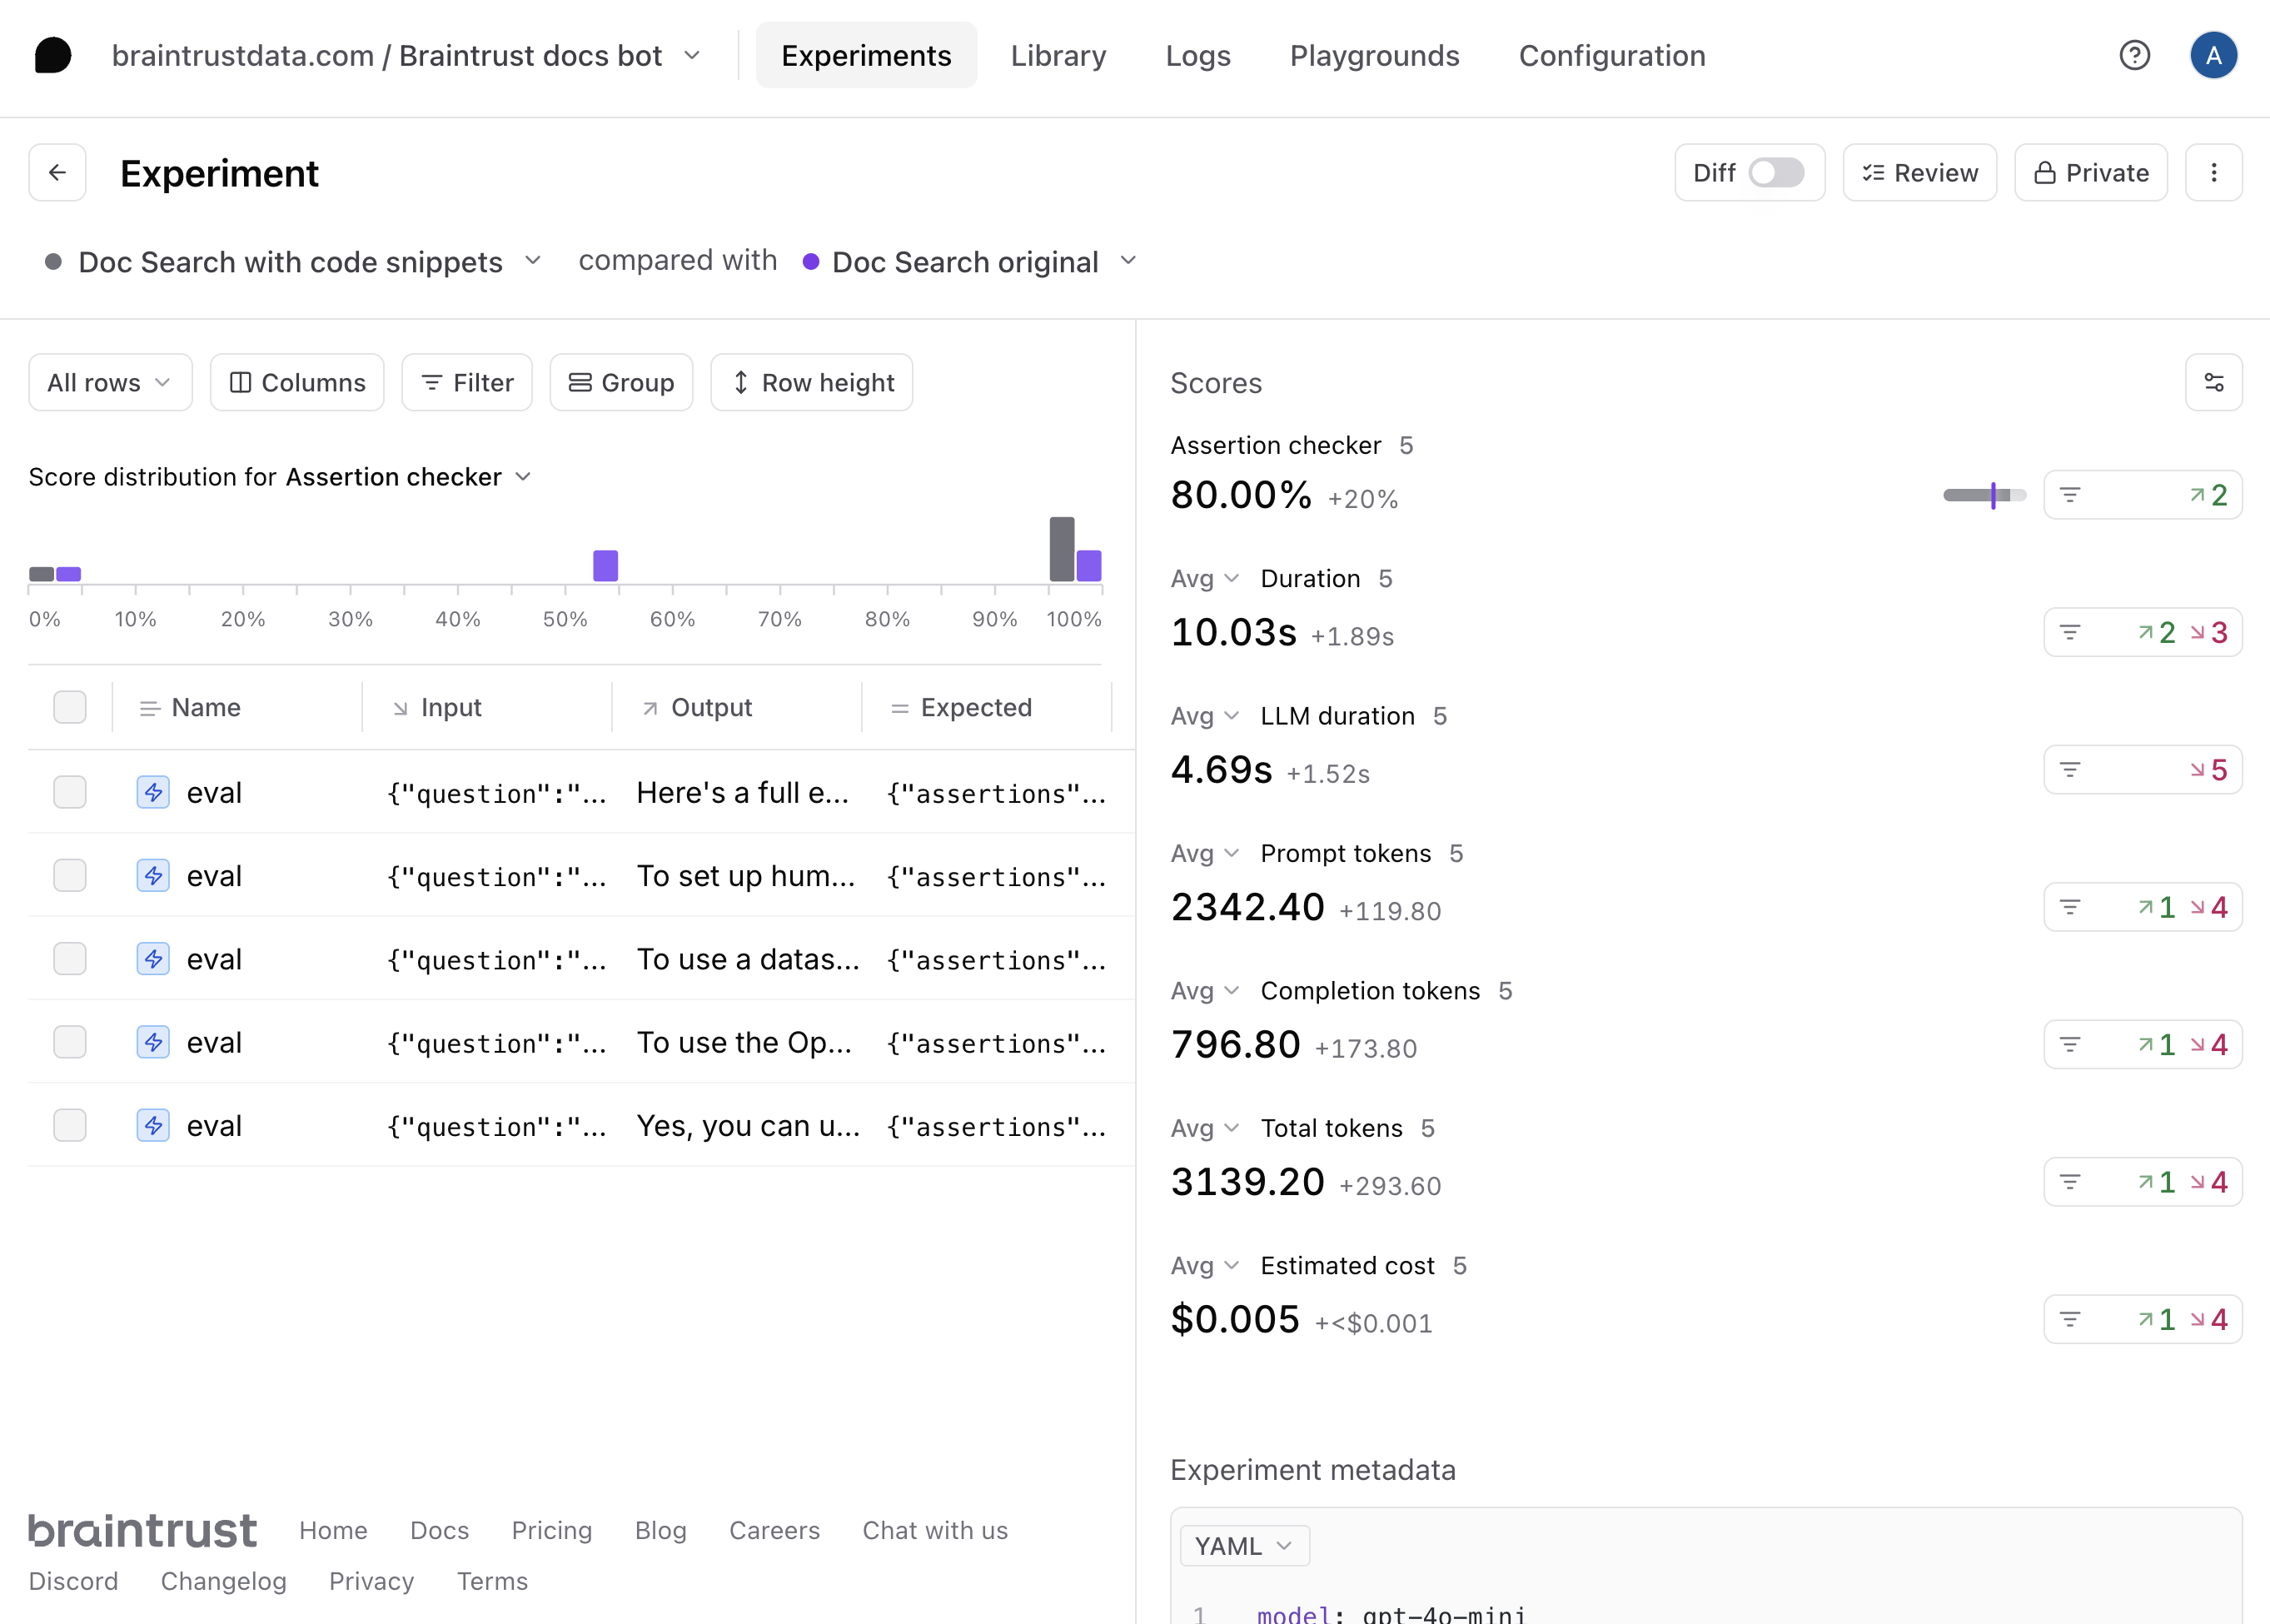 braintrustdata.com / Braintrust docs bot
Experiments
Library
Logs
Playgrounds
Configuration
A
Experiment
Diff
Review
Private
Doc Search with code snippets compared with Doc Search original
All rows
Columns
Filter
Group
Row height
Score distribution for Assertion checker
0% 10% 20% 30% 40% 50% 60% 70% 80% 90% 100%
Name Input Output Expected
eval {"question":"... Here's a full e... {"assertions"...
eval {"question":"... To set up hum... {"assertions"...
eval {"question":"... To use a datas... {"assertions"...
eval {"question":"... To use the Op... {"assertions"...
eval {"question":"... Yes, you can u... {"assertions"...
braintrust Home Docs Pricing Blog Careers Chat with us
Discord Changelog Privacy Terms
Scores
Assertion checker 5
80.00% +20% 2
Avg Duration 5
10.03s +1.89s 2 3
Avg LLM duration 5
4.69s +1.52s 5
Avg Prompt tokens 5
2342.40 +119.80 1 4
Avg Completion tokens 5
796.80 +173.80 1 4
Avg Total tokens 5
3139.20 +293.60 1 4
Avg Estimated cost 5
$0.005 +<$0.001 1 4
Experiment metadata
YAML
1 model: gpt-4o-mini